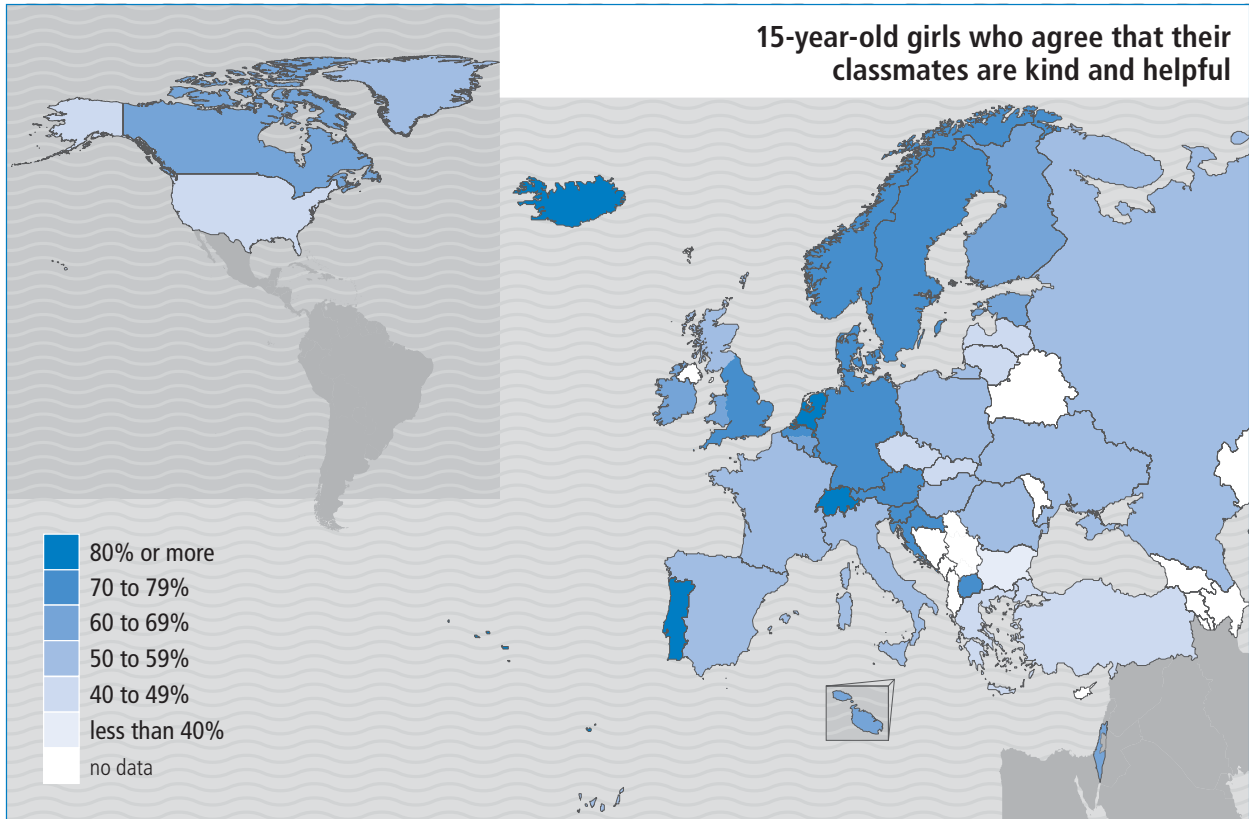 15-year-old girls who agree that their
classmates are kind and helpful
80% or more
70 to 79%
60 to 69%
50 to 59%
40 to 49%
less than 40%
no data